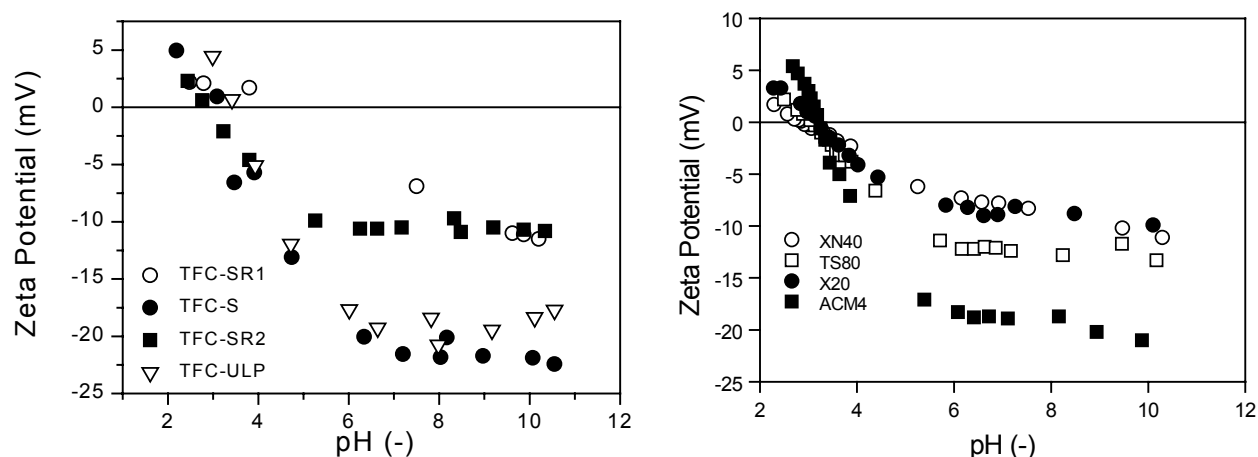 Zeta Potential (mV)
5
0
-5
-10
-15
-20
-25
TFC-SR1
TFC-S
TFC-SR2
TFC-ULP
2
4
6
8
10
12
pH (-)
Zeta Potential (mV)
10
5
0
-5
-10
-15
-20
-25
XN40
TS80
X20
ACM4
2
4
6
8
10
12
pH (-)